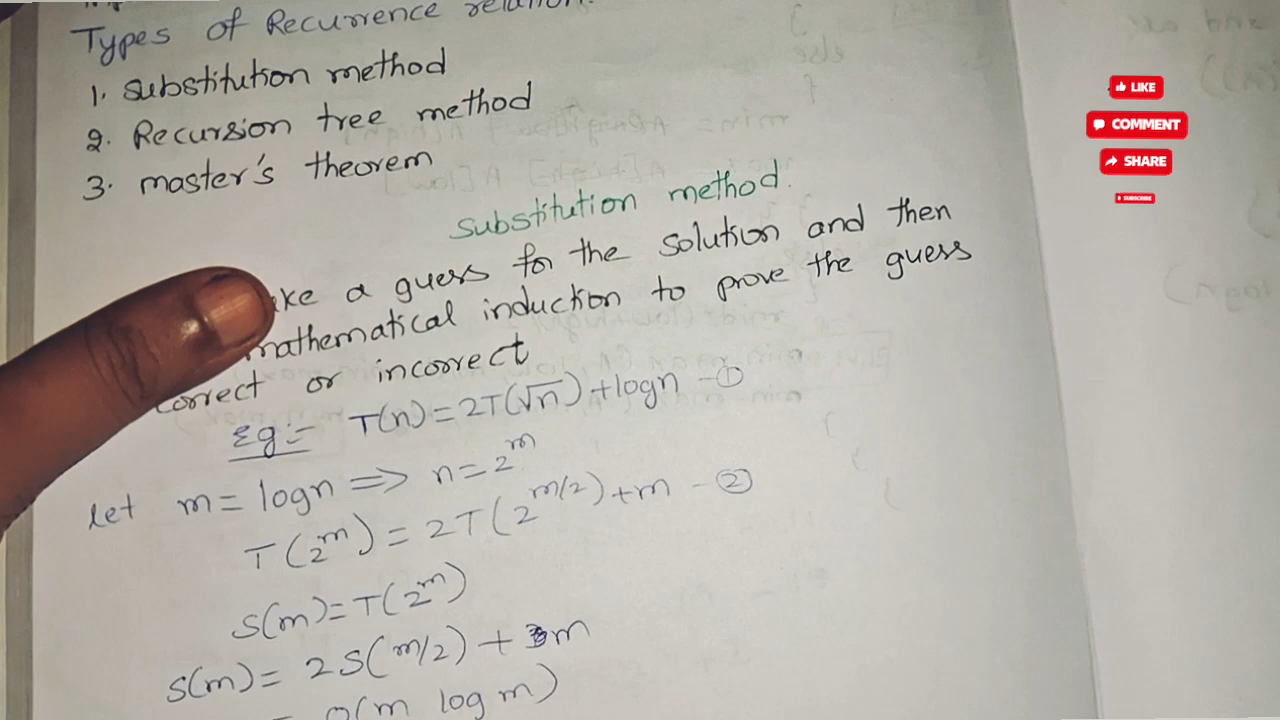 Types of Recurrence relation.
1. substitution method
2. Recursion tree method
3. master's theorem
substitution method.
ke a guess for the solution and then
mathematical induction to prove the guess
correct or incorrect
Eg:- T(n)=2T(√n)+logn -①
let m= logn => n=2^m
T(2^m)=2T(2^m/2)+m -②
S(m)=T(2^m)
S(m)= 2S(m/2)+m
= O(m log m)
LIKE
COMMENT
SHARE
SUBSCRIBE